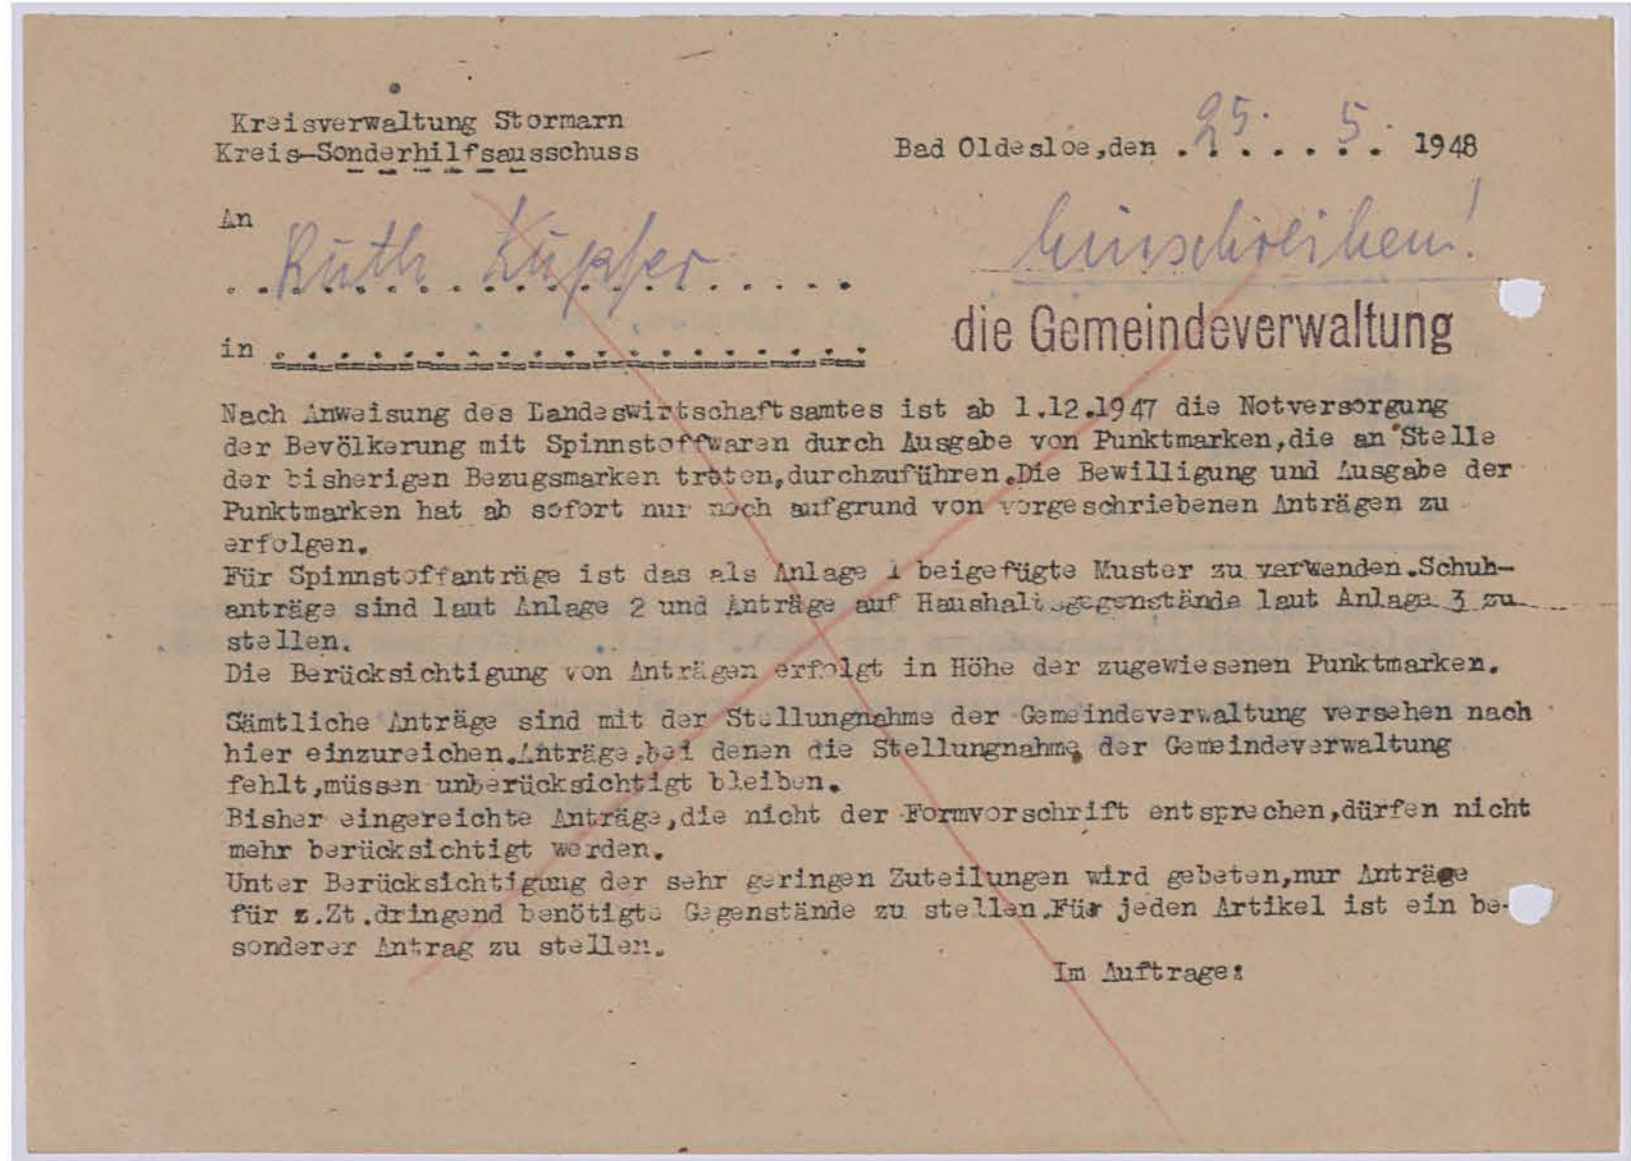 Kreisverwaltung Stormarn
Kreis-Sonderhilfsausschuss
Bad Oldesloe,den 25. 5. 1948
An
Ruth Kupfer
Einschreiben!
die Gemeindeverwaltung
in
Nach Anweisung des Landeswirtschaftsamtes ist ab 1.12.1947 die Notversorgung
der Bevölkerung mit Spinnstoffwaren durch Ausgabe von Punktmarken,die an Stelle
der bisherigen Bezugsmarken treten,durchzuführen.Die Bewilligung und Ausgabe der
Punktmarken hat ab sofort nur noch aufgrund von vorgeschriebenen Anträgen zu
erfolgen.
Für Spinnstoffanträge ist das als Anlage 1 beigefügte Muster zu verwenden.Schuh-
anträge sind laut Anlage 2 und Anträge auf Haushaltsgegenstände laut Anlage 3 zu
stellen.
Die Berücksichtigung von Anträgen erfolgt in Höhe der zugewiesenen Punktmarken.
Sämtliche Anträge sind mit der Stellungnahme der Gemeindeverwaltung versehen nach
hier einzureichen.Anträge,bei denen die Stellungnahme der Gemeindeverwaltung
fehlt,müssen unberücksichtigt bleiben.
Bisher eingereichte Anträge,die nicht der Formvorschrift entsprechen,dürfen nicht
mehr berücksichtigt werden.
Unter Berücksichtigung der sehr geringen Zuteilungen wird gebeten,nur Anträge
für z.Zt.dringend benötigte Gegenstände zu stellen.Für jeden Artikel ist ein be-
sonderer Antrag zu stellen.
Im Auftrage: